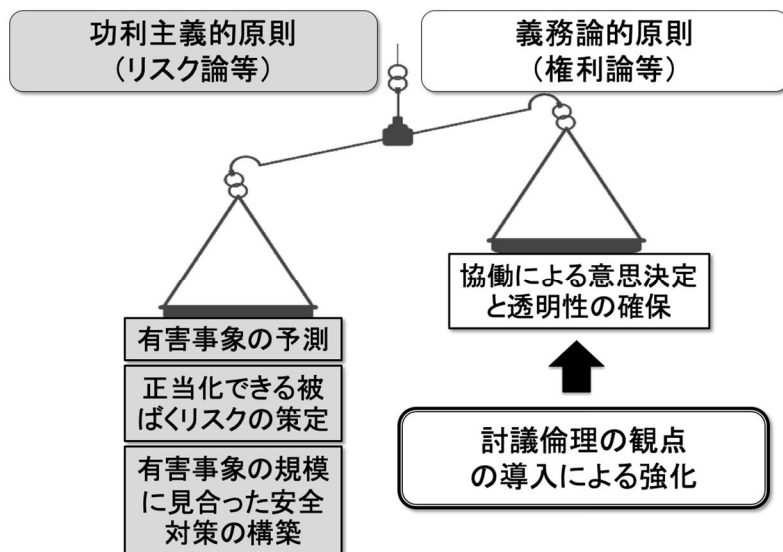 功利主義的原則
（リスク論等）
義務論的原則
（権利論等）
有害事象の予測
正当化できる被
ばくリスクの策定
有害事象の規模
に見合った安全
対策の構築
協働による意思決定
と透明性の確保
討議倫理の観点
の導入による強化